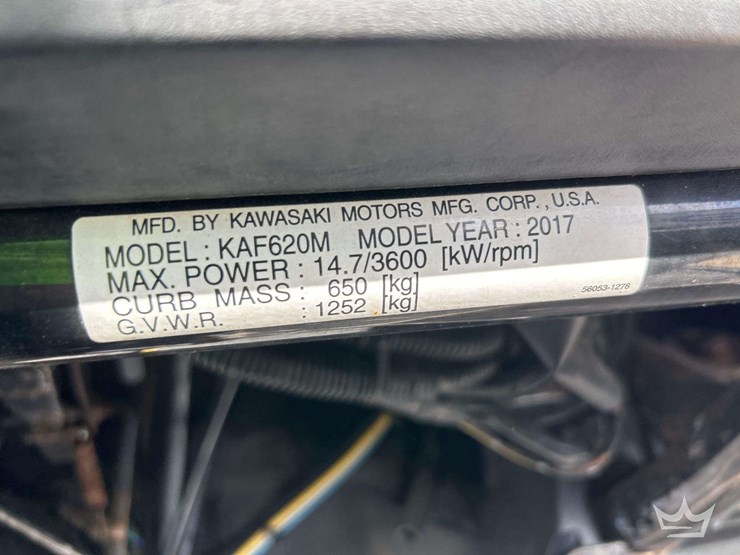 MFD. BY KAWASAKI MOTORS MFG. CORP., U.S.A.
MODEL : KAF620M MODEL YEAR : 2017
MAX. POWER : 14.7/3600 [kW/rpm]
CURB MASS : 650 [kg]
G.V.W.R. : 1252 [kg]
56053-1276